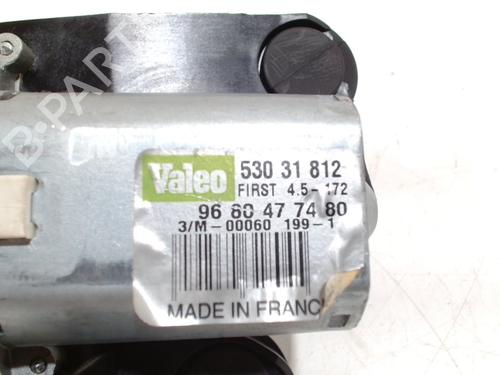 B-PARTS
Valeo 530 31 812
FIRST 4.5-172
96 80 47 74 80
3/M-00060 199-1
MADE IN FRANC